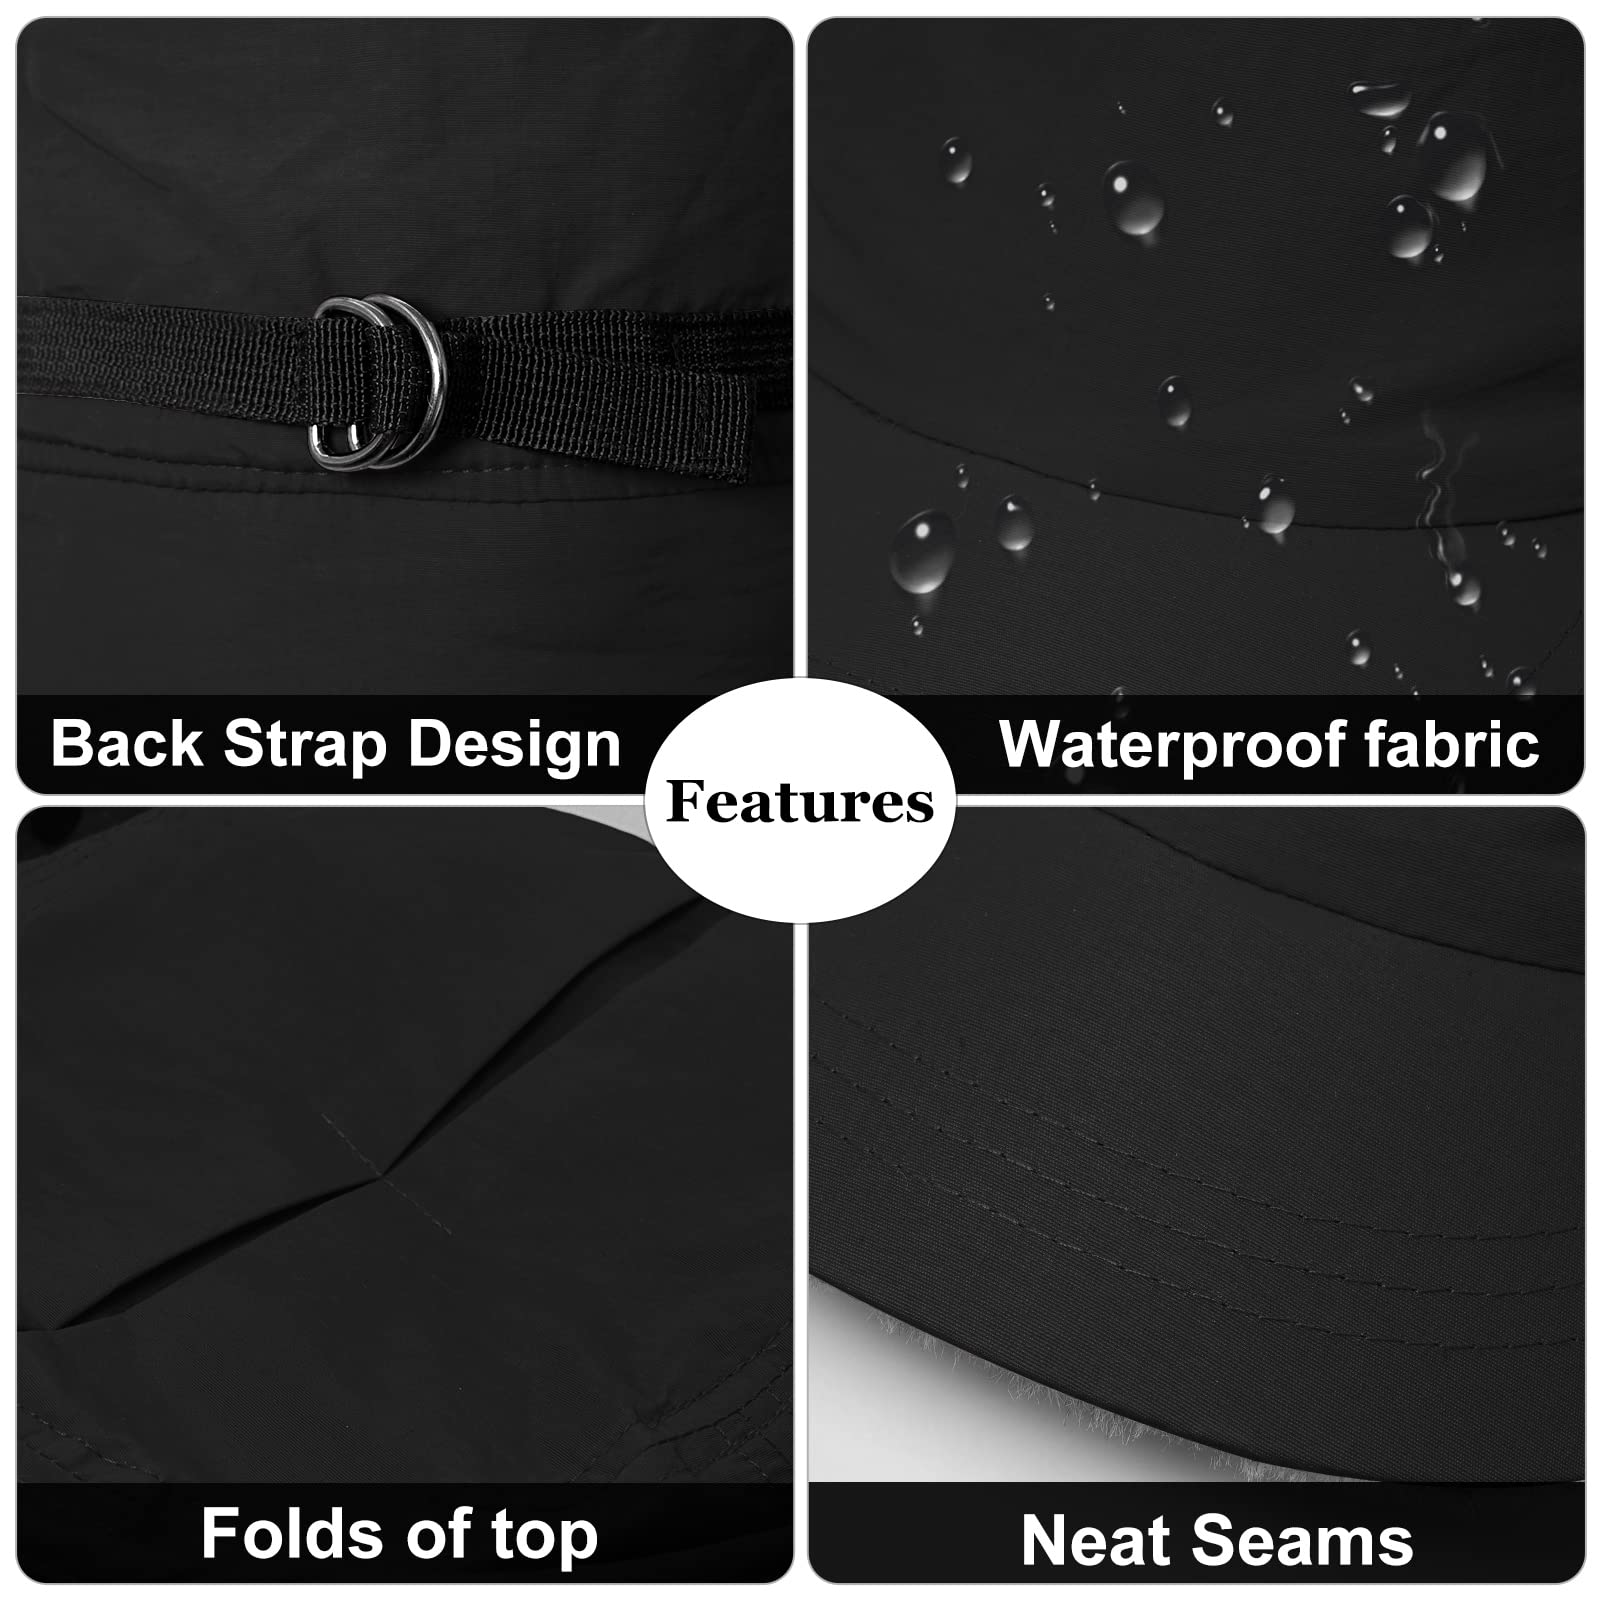 Back Strap Design
Waterproof fabric
Features
Folds of top
Neat Seams